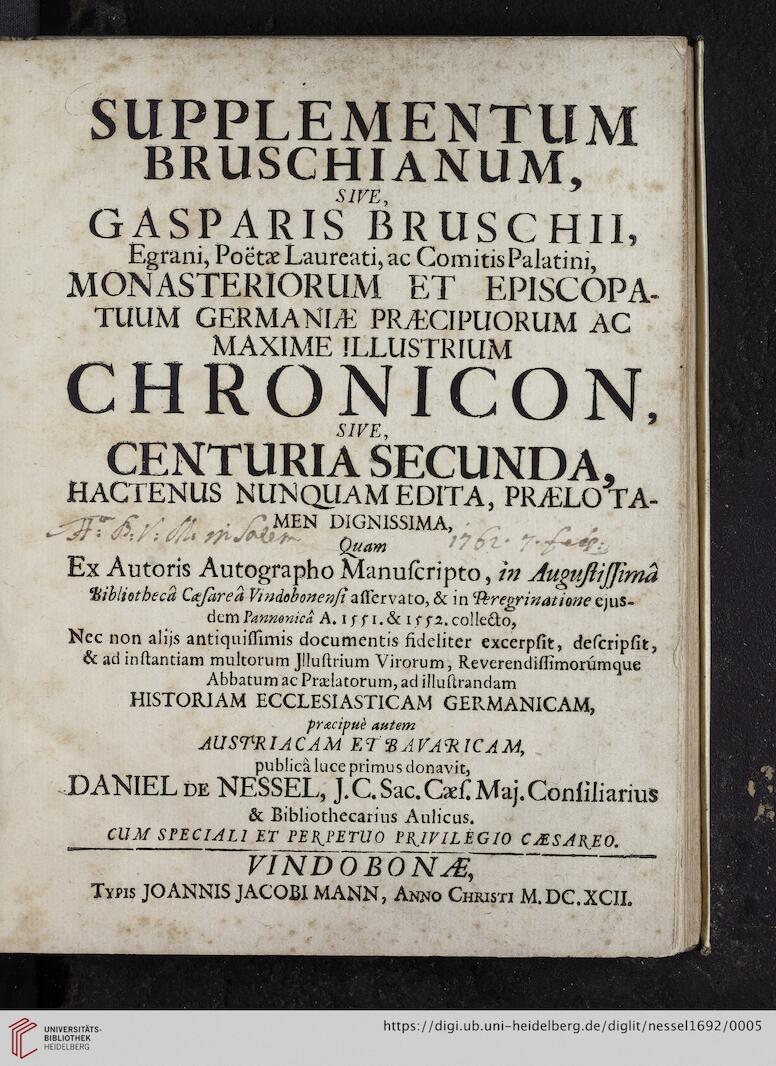 SUPPLEMENTUM
BRUSCHIANUM,
SIVE,
GASPARIS BRUSCHII,
Egrani, Poëtæ Laureati, ac Comitis Palatini,
MONASTERIORUM ET EPISCOPA-
TUUM GERMANIÆ PRÆCIPUORUM AC
MAXIME ILLUSTRIUM
CHRONICON,
SIVE,
CENTURIA SECUNDA,
HACTENUS NUNQUAM EDITA, PRÆLO TA-
MEN DIGNISSIMA,
1762. 7.
Quam
Ex Autoris Autographo Manuſcripto, in Auguſtiſſimâ
Bibliothecâ Cæſareâ Vindobonenſi aſſervato, & in Peregrinatione ejus-
dem Pannonicâ A. 1551. & 1552. collecto,
Nec non alijs antiquiſſimis documentis fideliter excerpſit, deſcripſit,
& ad inſtantiam multorum Jlluſtrium Virorum, Reverendiſſimorúmque
Abbatum ac Prælatorum, ad illuſtrandam
HISTORIAM ECCLESIASTICAM GERMANICAM,
præcipuè autem
AUSTRIACAM ET BAVARICAM,
publicâ luce primus donavit,
DANIEL DE NESSEL, J.C. Sac. Cæſ. Maj. Conſiliarius
& Bibliothecarius Aulicus.
CUM SPECIALI ET PERPETUO PRIVILEGIO CÆSAREO.
VINDOBONÆ,
TYPIS JOANNIS JACOBI MANN, ANNO CHRISTI M.DC.XCII.
UNIVERSITÄTS-
BIBLIOTHEK
HEIDELBERG
https://digi.ub.uni-heidelberg.de/diglit/nessel1692/0005